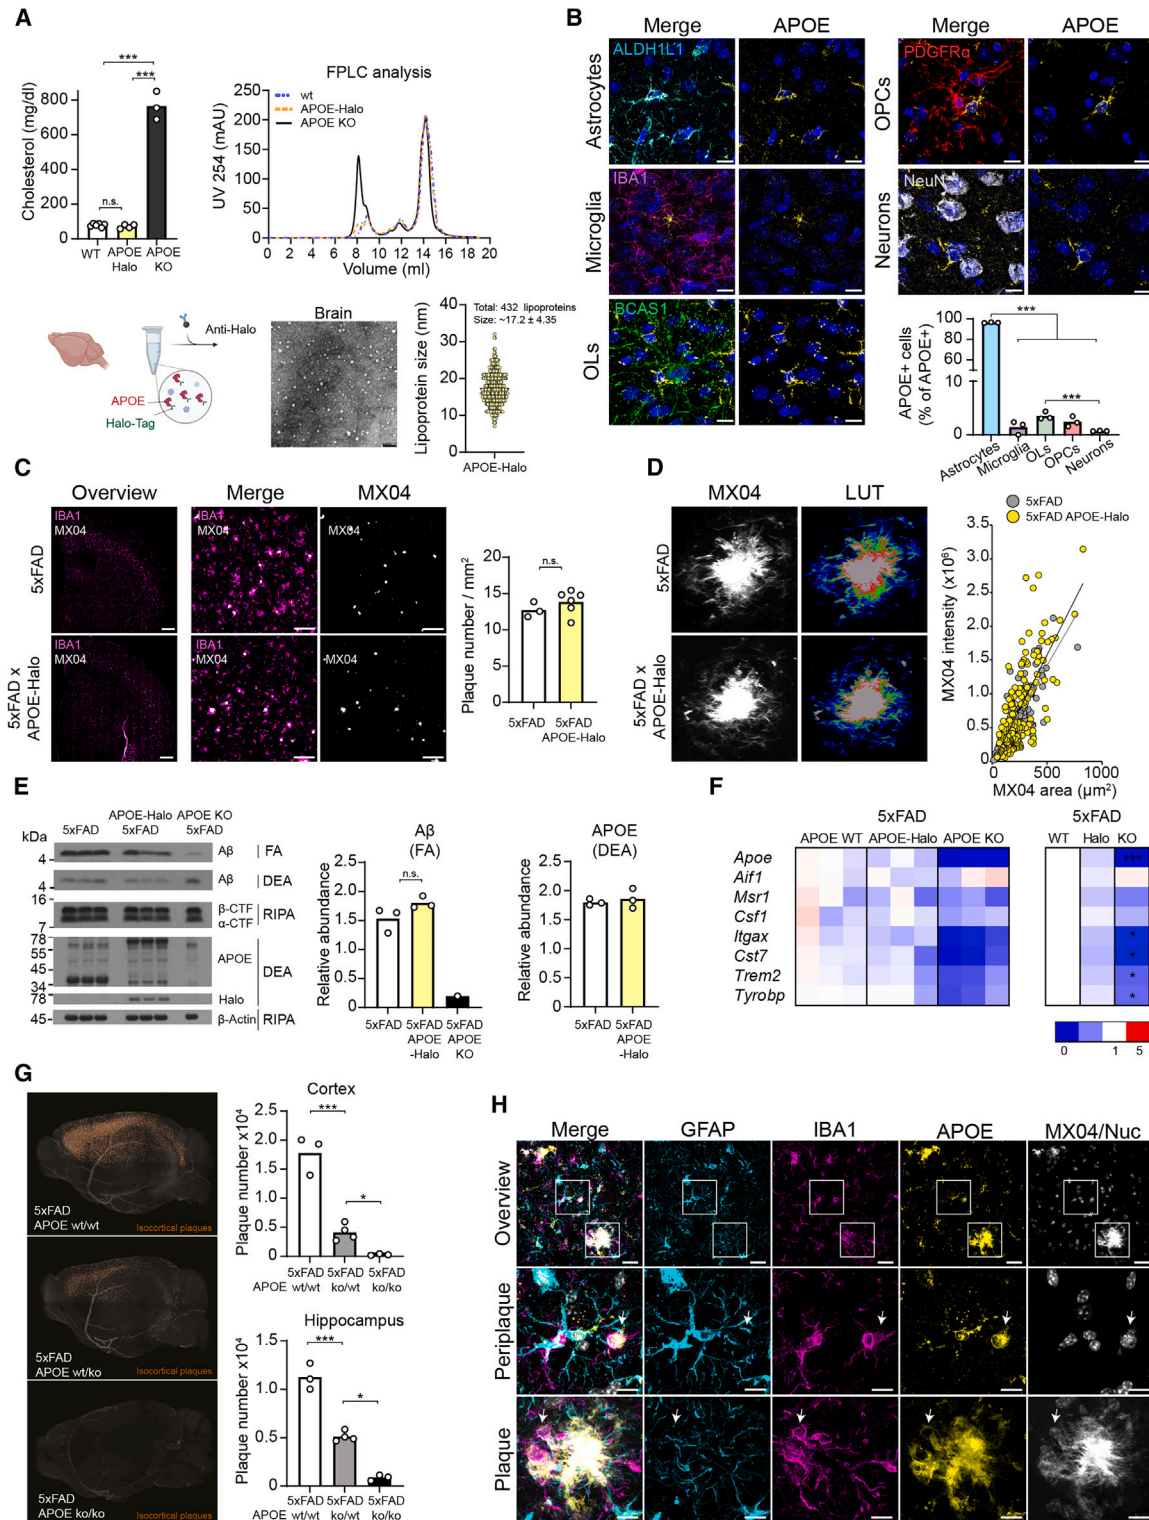 A
Cholesterol (mg/dl)
800
600
400
200
0
***
***
n.s.
WT
APOE
Halo
APOE
KO
FPLC analysis
UV 254 (mAU)
250
200
150
100
50
0
wt
APOE-Halo
APOE KO
0 2 4 6 8 10 12 14 16 18 20
Volume (ml)
Anti-Halo
APOE
Halo-Tag
Brain
Lipoprotein size (nm)
40
30
20
10
0
Total: 432 lipoproteins
Size: ~17.2 ± 4.35
APOE-Halo
B
Merge
APOE
Merge
APOE
Astrocytes
ALDH1L1
OPCs
PDGFRα
Microglia
IBA1
Neurons
NeuN
OLs
BCAS1
APOE+ cells
(% of APOE+)
100
80
60
40
20
10
0
***
***
Astrocytes
Microglia
OLs
OPCs
Neurons
C
Overview
Merge
MX04
5xFAD
IBA1
MX04
IBA1
MX04
MX04
5xFAD x
APOE-Halo
IBA1
MX04
IBA1
MX04
MX04
Plaque number / mm²
20
15
10
5
0
n.s.
5xFAD
5xFAD
APOE-Halo
D
MX04
LUT
5xFAD
5xFAD x
APOE-Halo
5xFAD
5xFAD APOE-Halo
MX04 intensity (x10⁶)
3.5
3.0
2.5
2.0
1.5
1.0
0.5
0
0 500 1000
MX04 area (µm²)
E
kDa
5xFAD
APOE-Halo
5xFAD
APOE KO
5xFAD
4
Aβ
FA
4
Aβ
DEA
16
7
β-CTF
α-CTF
RIPA
78
55
45
34
APOE
DEA
78
Halo
45
β-Actin
RIPA
Aβ
(FA)
Relative abundance
2.5
2.0
1.5
1.0
0.5
0
n.s.
5xFAD
5xFAD
APOE
-Halo
5xFAD
APOE
KO
APOE
(DEA)
Relative abundance
2.5
2.0
1.5
1.0
0.5
0
5xFAD
5xFAD
APOE
-Halo
F
5xFAD
5xFAD
APOE WT APOE-Halo APOE KO
WT Halo KO
Apoe
***
Aif1
Msr1
Csf1
Itgax
*
Cst7
*
Trem2
*
Tyrobp
*
0 1 5
G
5xFAD
APOE wt/wt
Isocortical plaques
5xFAD
APOE wt/ko
Isocortical plaques
5xFAD
APOE ko/ko
Isocortical plaques
Cortex
Plaque number x10⁴
2.5
2.0
1.5
1.0
0.5
0
***
*
5xFAD 5xFAD 5xFAD
APOE wt/wt ko/wt ko/ko
Hippocampus
Plaque number x10⁴
1.5
1.0
0.5
0
***
*
5xFAD 5xFAD 5xFAD
APOE wt/wt ko/wt ko/ko
H
Merge
GFAP
IBA1
APOE
MX04/Nuc
Overview
Periplaque
Plaque